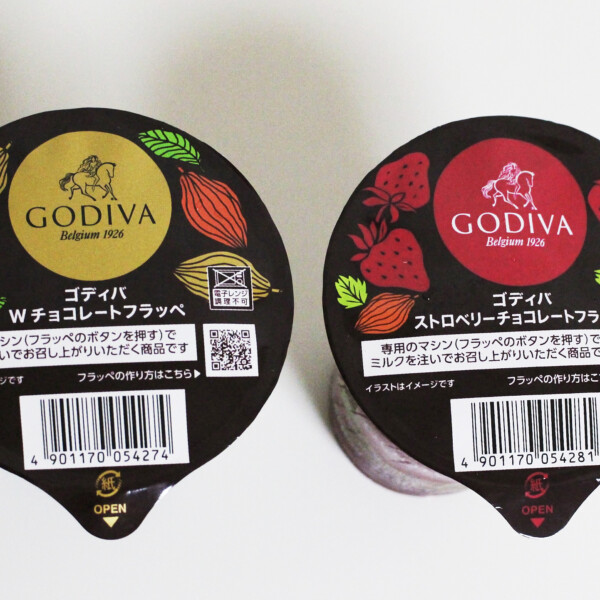 GODIVA
Belgium 1926
電子レンジ
調理不可
ゴディバ
Wチョコレートフラッペ
シン(フラッペのボタンを押す)で
いでお召し上がりいただく商品です
ージです
フラッペの作り方はこちら▶
4 901170 054274
紙
OPEN
GODIVA
Belgium 1926
ゴディバ
ストロベリーチョコレートフラ
専用のマシン(フラッペのボタンを押す)で
ミルクを注いでお召し上がりいただく商品で
イラストはイメージです
フラッペの作り方はこち
4 901170 054281
紙
OPEN